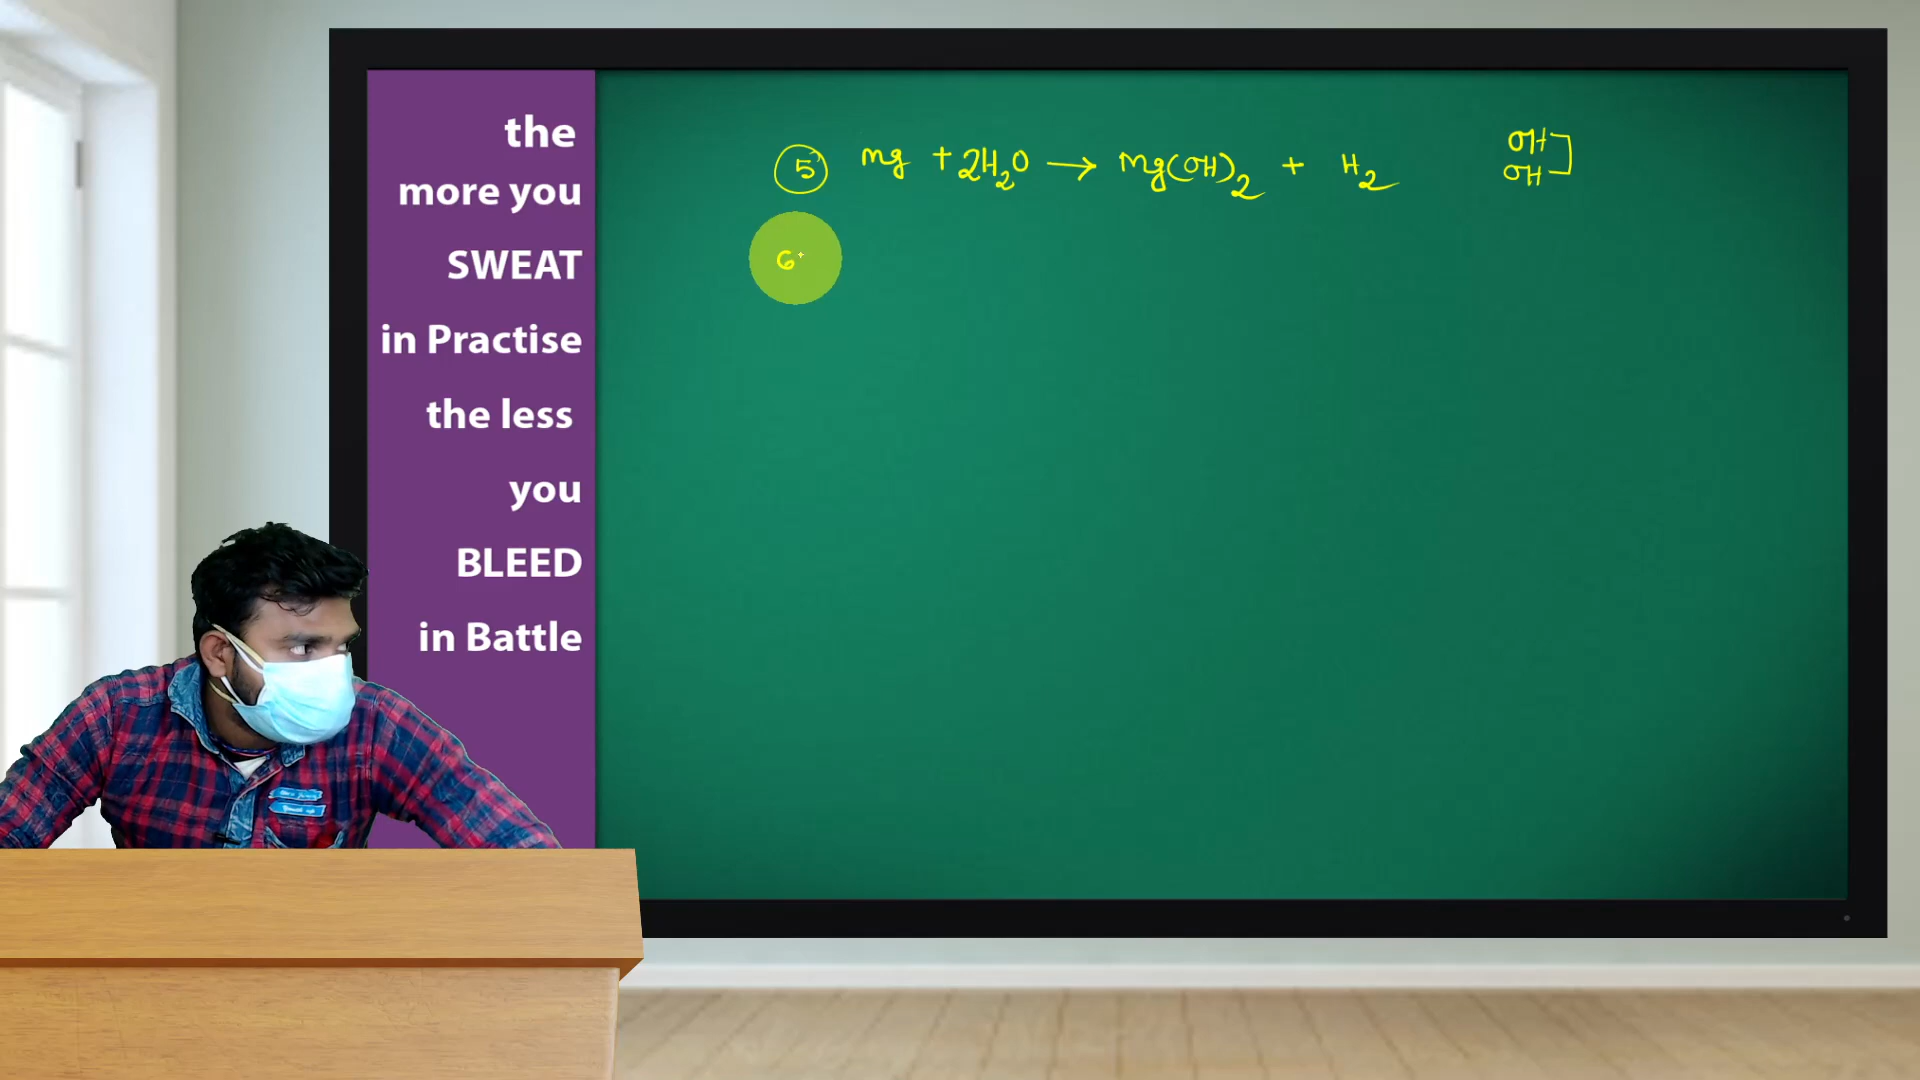 the
more you
SWEAT
in Practise
the less
you
BLEED
in Battle
5 mg + 2H₂O → Mg(OH)₂ + H₂
OH
OH
6